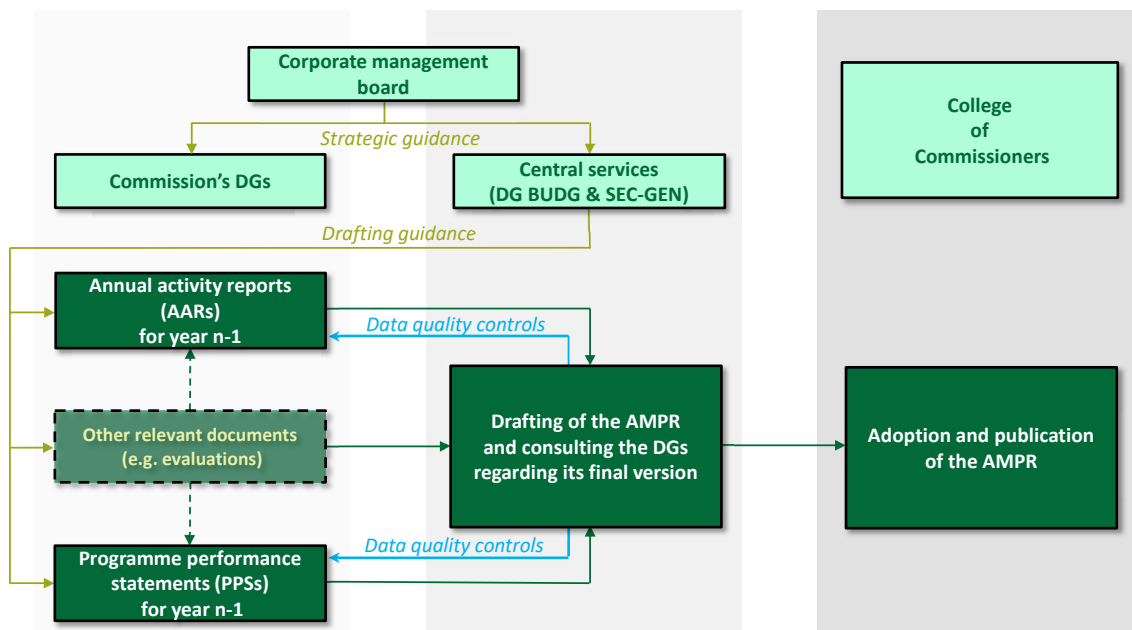 Corporate management
board
College
of
Commissioners
Strategic guidance
Commission's DGs
Central services
(DG BUDG & SEC-GEN)
Drafting guidance
Annual activity reports
(AARs)
for year n-1
Data quality controls
Other relevant documents
(e.g. evaluations)
Drafting of the AMPR
and consulting the DGs
regarding its final version
Adoption and publication
of the AMPR
Data quality controls
Programme performance
statements (PPSs)
for year n-1